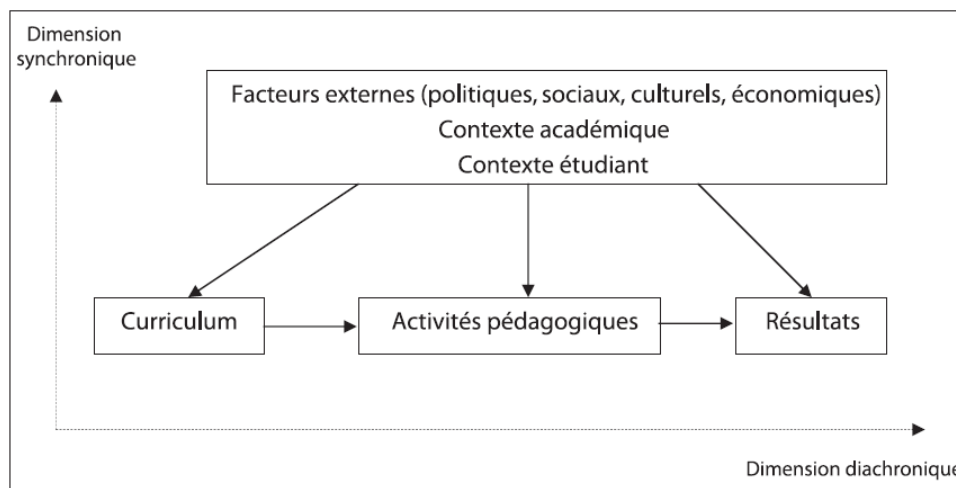 Dimension
synchronique
Facteurs externes (politiques, sociaux, culturels, économiques)
Contexte académique
Contexte étudiant
Curriculum
Activités pédagogiques
Résultats
Dimension diachronique